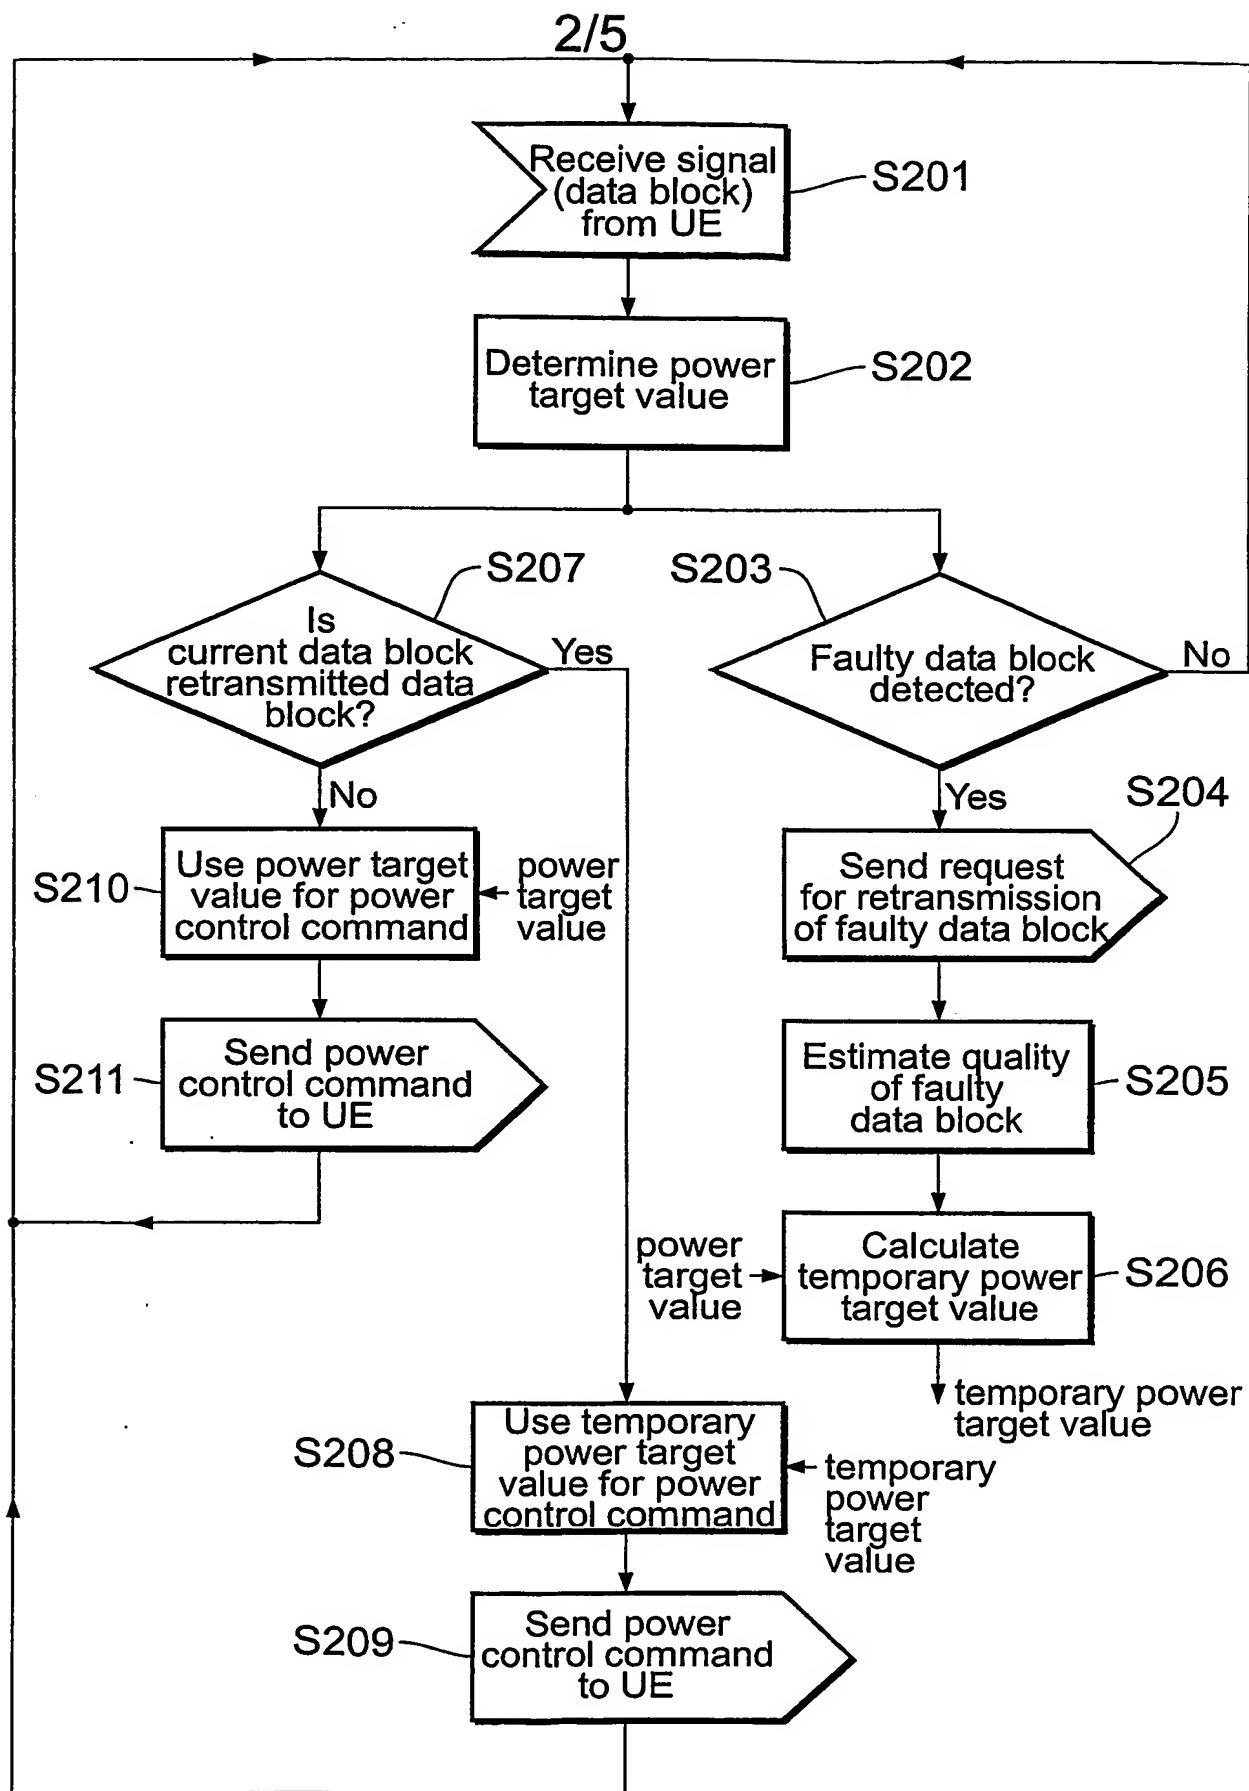 2/5
Receive signal
(data block)
from UE
S201
Determine power
target value
S202
S207
S203
Is
current data block
retransmitted data
block?
Yes
No
Faulty data block
detected?
No
Yes
S204
Use power target
value for power
control command
S210
power
target
value
Send request
for retransmission
of faulty data block
Send power
control command
to UE
S211
Estimate quality
of faulty
data block
S205
power
target
value
Calculate
temporary power
target value
S206
temporary power
target value
Use temporary
power target
value for power
control command
S208
temporary
power
target
value
Send power
control command
to UE
S209